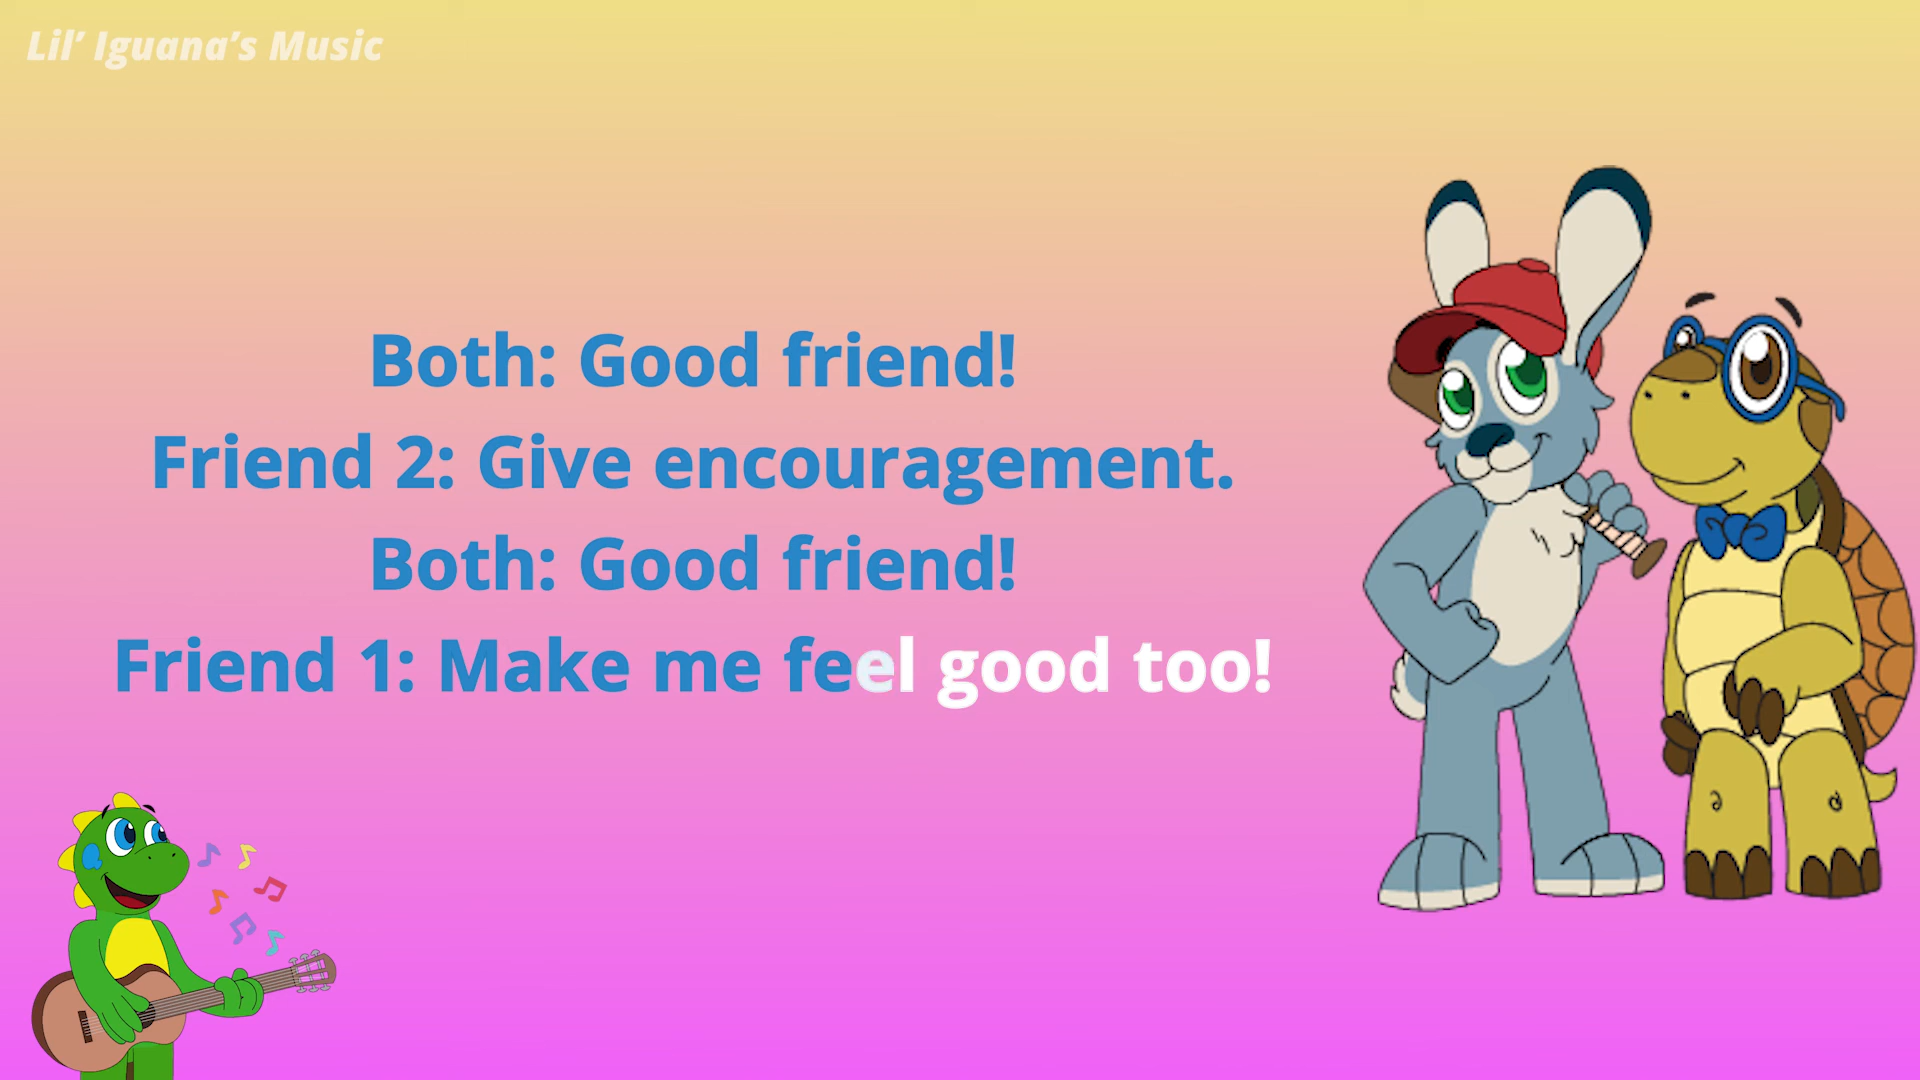 Lil’ Iguana’s Music
Both: Good friend!
Friend 2: Give encouragement.
Both: Good friend!
Friend 1: Make me feel good too!